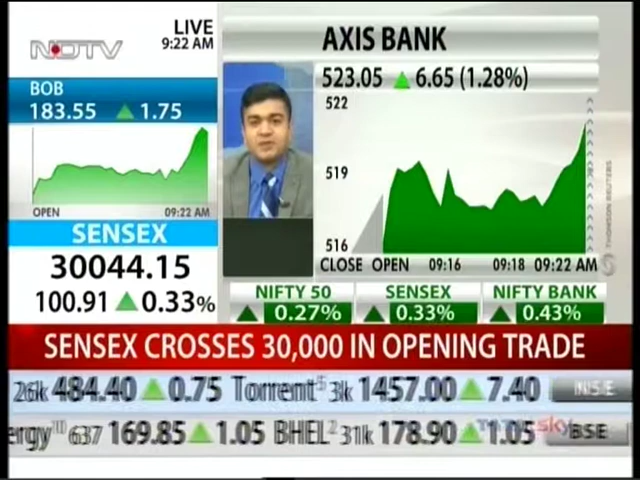 NDTV
LIVE
9:22 AM
BOB
183.55 ▲ 1.75
OPEN 09:22 AM
SENSEX
30044.15
100.91 ▲ 0.33%
AXIS BANK
523.05 ▲ 6.65 (1.28%)
522
519
516
CLOSE OPEN 09:16 09:18 09:22 AM
THOMSON REUTERS
NIFTY 50 SENSEX NIFTY BANK
▲ 0.27% ▲ 0.33% ▲ 0.43%
SENSEX CROSSES 30,000 IN OPENING TRADE
26k 484.40 ▲ 0.75 Torrent 3k 1457.00 ▲ 7.40 NSE
ergy 637 169.85 ▲ 1.05 BHEL 31k 178.90 ▲ 1.05 BSE
sky